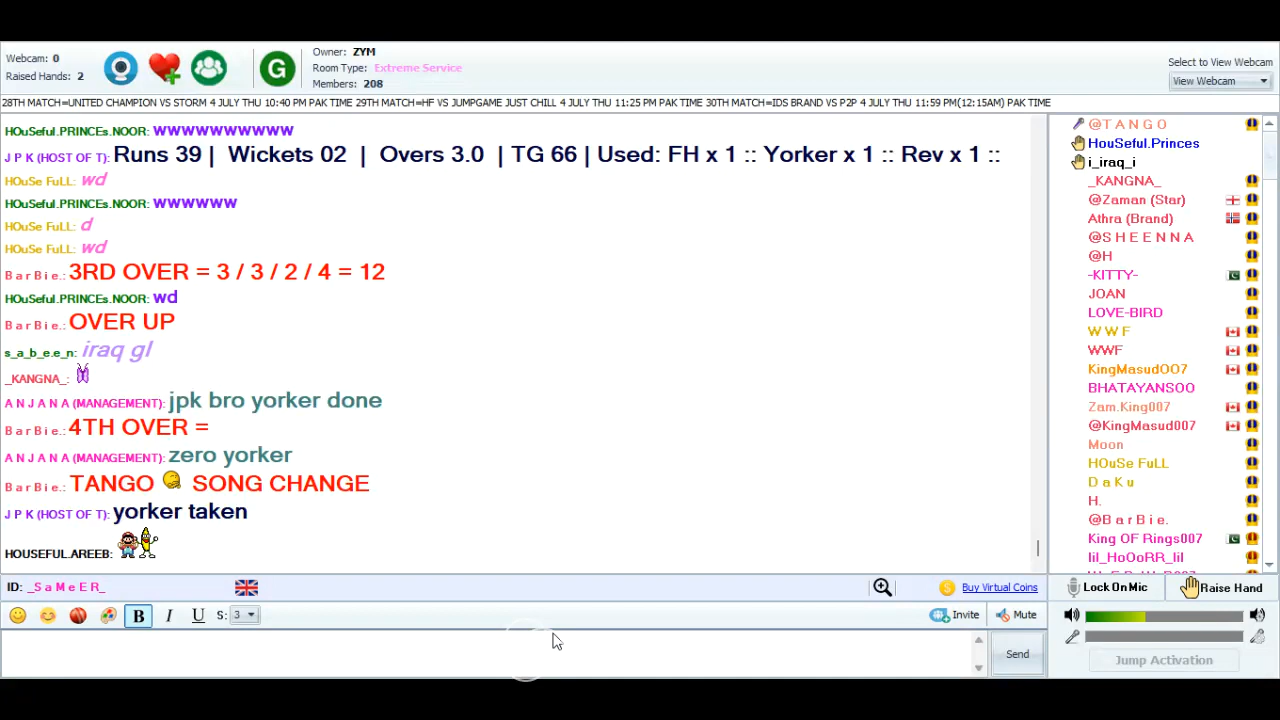 Webcam: 0
Raised Hands: 2
G
Owner: ZYM
Room Type: Extreme Service
Members: 208
Select to View Webcam
View Webcam
28TH MATCH=UNITED CHAMPION VS STORM 4 JULY THU 10:40 PM PAK TIME 29TH MATCH=HF VS JUMPGAME JUST CHILL 4 JULY THU 11:25 PM PAK TIME 30TH MATCH=IDS BRAND VS P2P 4 JULY THU 11:59 PM(12:15AM) PAK TIME
HOuSeful.PRINCEs.NOOR: wwwwwwwwww
J P K (HOST OF T): Runs 39 | Wickets 02 | Overs 3.0 | TG 66 | Used: FH x 1 :: Yorker x 1 :: Rev x 1 ::
HOuSe FuLL: wd
HOuSeful.PRINCEs.NOOR: wwwwww
HOuSe FuLL: d
HOuSe FuLL: wd
B a r B i e.: 3RD OVER = 3 / 3 / 2 / 4 = 12
HOuSeful.PRINCEs.NOOR: wd
B a r B i e.: OVER UP
s_a_b_e.e_n: iraq gl
_KANGNA_:
A N J A N A (MANAGEMENT): jpk bro yorker done
B a r B i e.: 4TH OVER =
A N J A N A (MANAGEMENT): zero yorker
B a r B i e.: TANGO SONG CHANGE
J P K (HOST OF T): yorker taken
HOUSEFUL.AREEB:
@T A N G O
HouSeful.Princes
i_iraq_i
_KANGNA_
@Zaman (Star)
Athra (Brand)
@S H E E N N A
@H
-KITTY-
JOAN
LOVE-BIRD
W W F
WWF
KingMasudOO7
BHATAYANSOO
Zam.King007
@KingMasud007
Moon
HOuSe FuLL
D a K u
H.
@B a r B i e.
King OF Rings007
lil_HoOoRR_lil
ID: _S a M e E R_
Buy Virtual Coins
Lock On Mic
Raise Hand
B I U S: 3
Invite
Mute
Send
Jump Activation